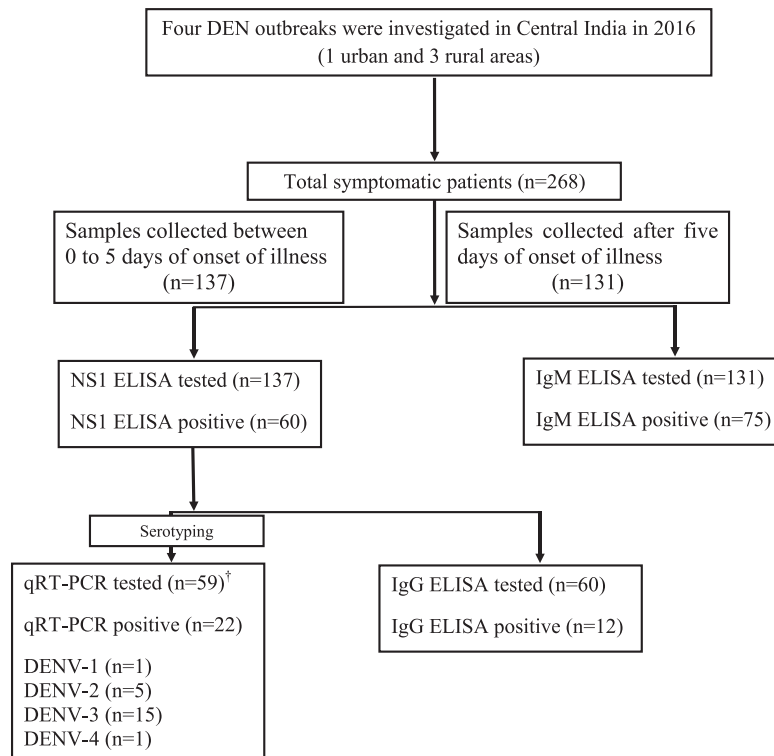 Four DEN outbreaks were investigated in Central India in 2016
(1 urban and 3 rural areas)
Total symptomatic patients (n=268)
Samples collected between
0 to 5 days of onset of illness
(n=137)
Samples collected after five
days of onset of illness
(n=131)
NS1 ELISA tested (n=137)
NS1 ELISA positive (n=60)
IgM ELISA tested (n=131)
IgM ELISA positive (n=75)
Serotyping
qRT-PCR tested (n=59)†
qRT-PCR positive (n=22)
DENV-1 (n=1)
DENV-2 (n=5)
DENV-3 (n=15)
DENV-4 (n=1)
IgG ELISA tested (n=60)
IgG ELISA positive (n=12)